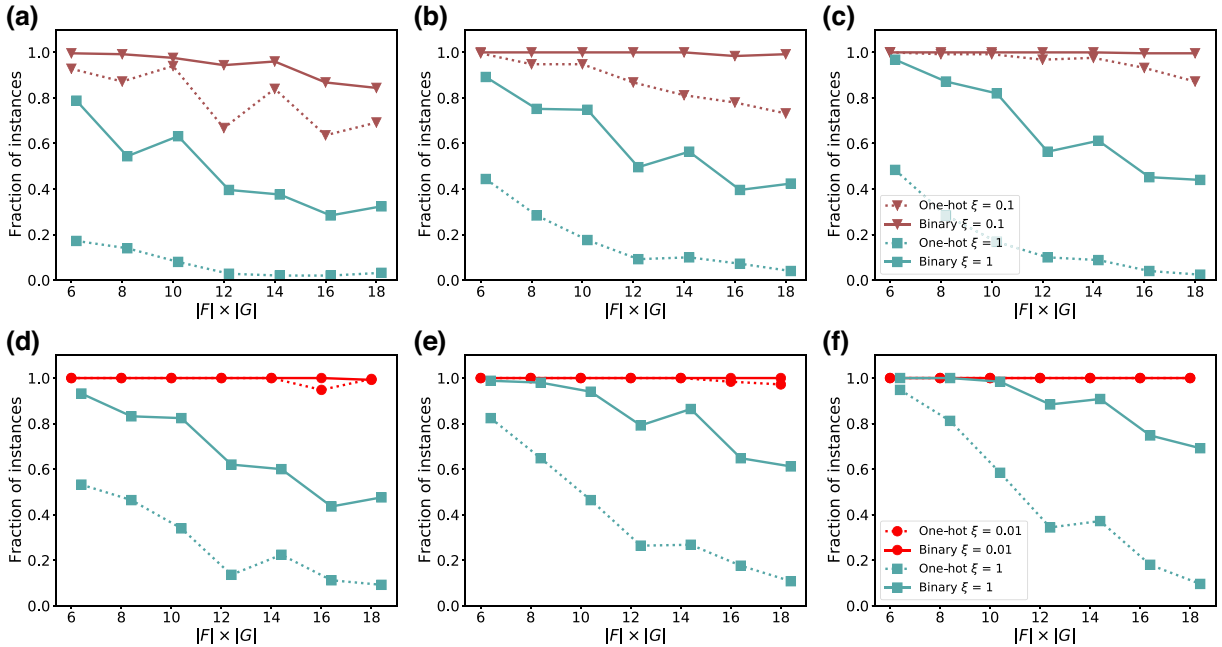 (a)
Fraction of instances
1.0
0.8
0.6
0.4
0.2
0.0
6 8 10 12 14 16 18
|F| × |G|
(b)
Fraction of instances
1.0
0.8
0.6
0.4
0.2
0.0
6 8 10 12 14 16 18
|F| × |G|
(c)
Fraction of instances
1.0
0.8
0.6
0.4
0.2
0.0
One-hot ξ = 0.1
Binary ξ = 0.1
One-hot ξ = 1
Binary ξ = 1
6 8 10 12 14 16 18
|F| × |G|
(d)
Fraction of instances
1.0
0.8
0.6
0.4
0.2
0.0
6 8 10 12 14 16 18
|F| × |G|
(e)
Fraction of instances
1.0
0.8
0.6
0.4
0.2
0.0
6 8 10 12 14 16 18
|F| × |G|
(f)
Fraction of instances
1.0
0.8
0.6
0.4
0.2
0.0
One-hot ξ = 0.01
Binary ξ = 0.01
One-hot ξ = 1
Binary ξ = 1
6 8 10 12 14 16 18
|F| × |G|